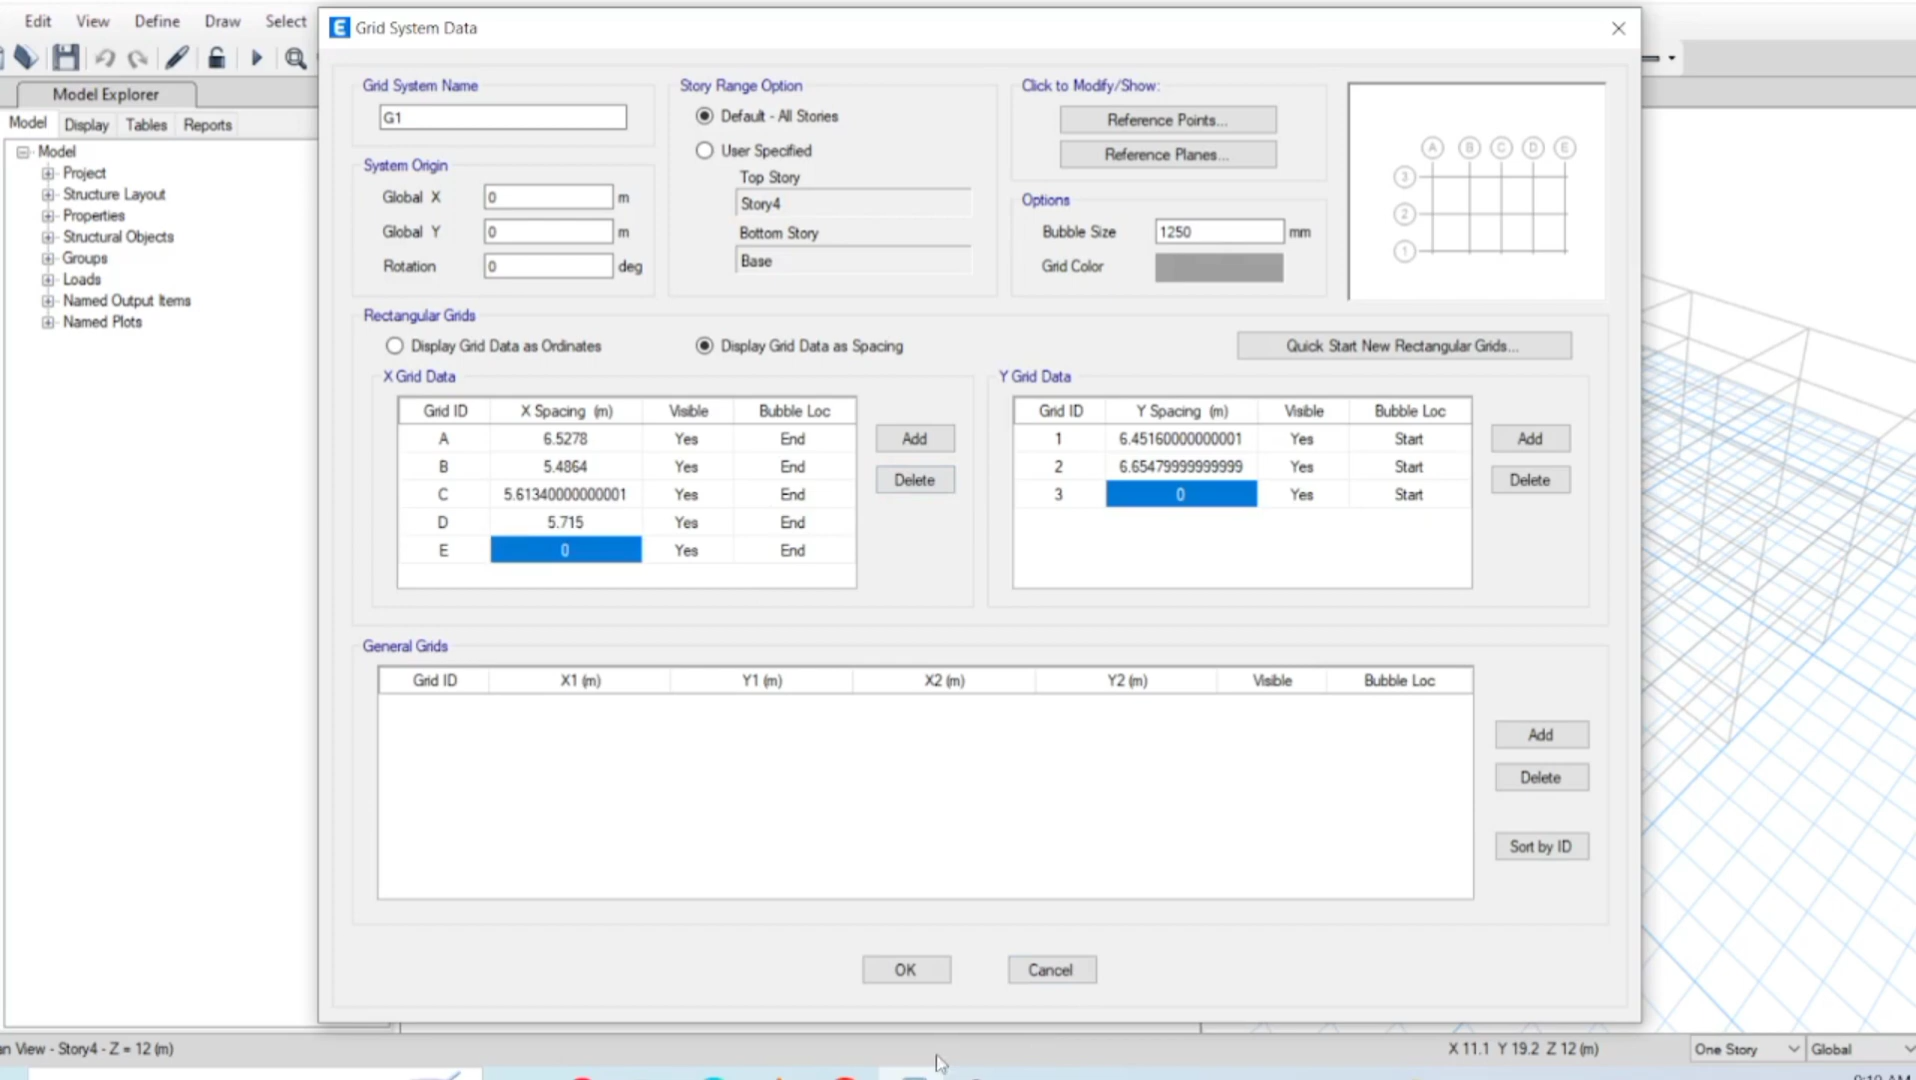 Edit View Define Draw Select
E Grid System Data
Model Explorer
Model Display Tables Reports
Model
Project
Structure Layout
Properties
Structural Objects
Groups
Loads
Named Output Items
Named Plots
Grid System Name
G1
System Origin
Global X 0 m
Global Y 0 m
Rotation 0 deg
Story Range Option
Default - All Stories
User Specified
Top Story
Story4
Bottom Story
Base
Click to Modify/Show:
Reference Points...
Reference Planes...
Options
Bubble Size 1250 mm
Grid Color
A B C D E
3
2
1
Rectangular Grids
Display Grid Data as Ordinates Display Grid Data as Spacing Quick Start New Rectangular Grids...
X Grid Data
Grid ID X Spacing (m) Visible Bubble Loc
A 6.5278 Yes End
B 5.4864 Yes End
C 5.61340000000001 Yes End
D 5.715 Yes End
E 0 Yes End
Add
Delete
Y Grid Data
Grid ID Y Spacing (m) Visible Bubble Loc
1 6.45160000000001 Yes Start
2 6.65479999999999 Yes Start
3 0 Yes Start
Add
Delete
General Grids
Grid ID X1 (m) Y1 (m) X2 (m) Y2 (m) Visible Bubble Loc
Add
Delete
Sort by ID
OK Cancel
an View - Story4 - Z = 12 (m) X 11.1 Y 19.2 Z 12 (m) One Story Global